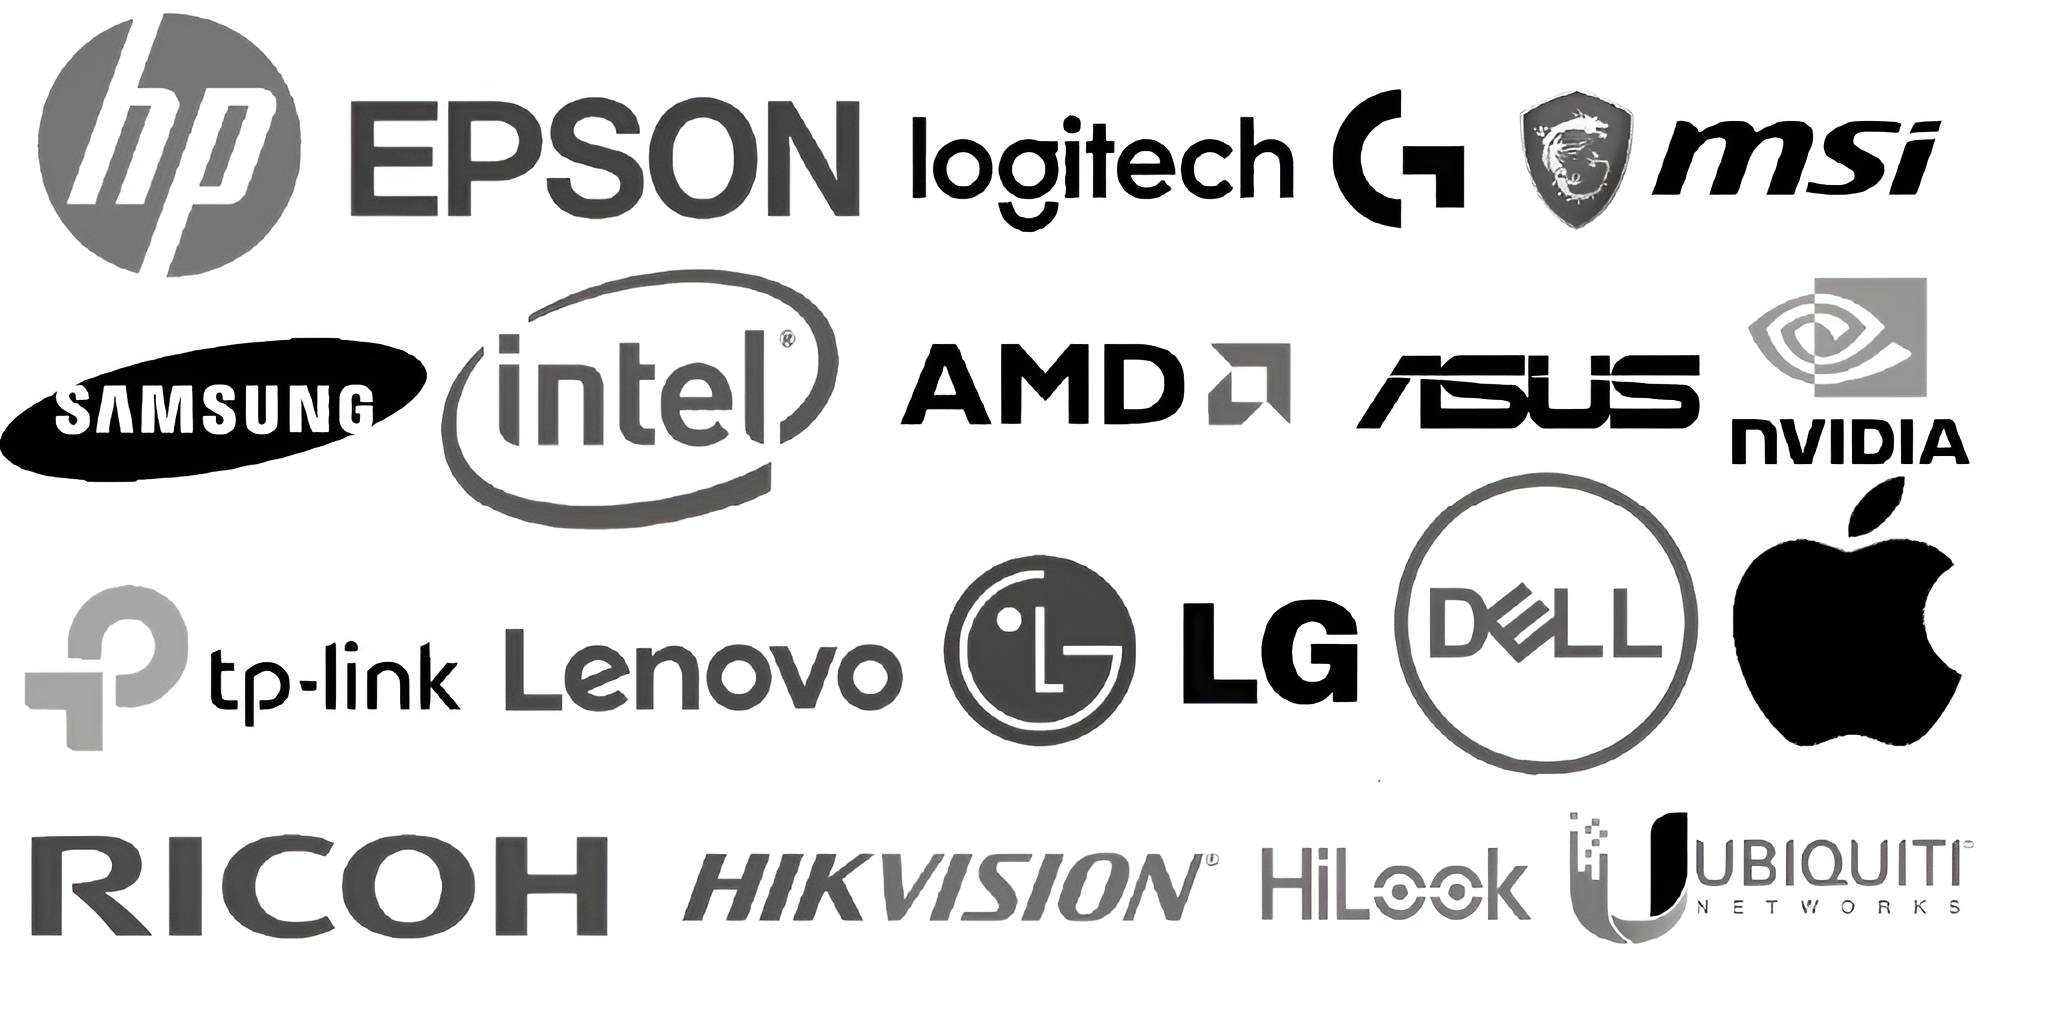 hp EPSON logitech G msi
SAMSUNG intel® AMD ASUS NVIDIA
tp-link Lenovo LG LG DELL
RICOH HIKVISION® HiLook UBIQUITI
NETWORKS